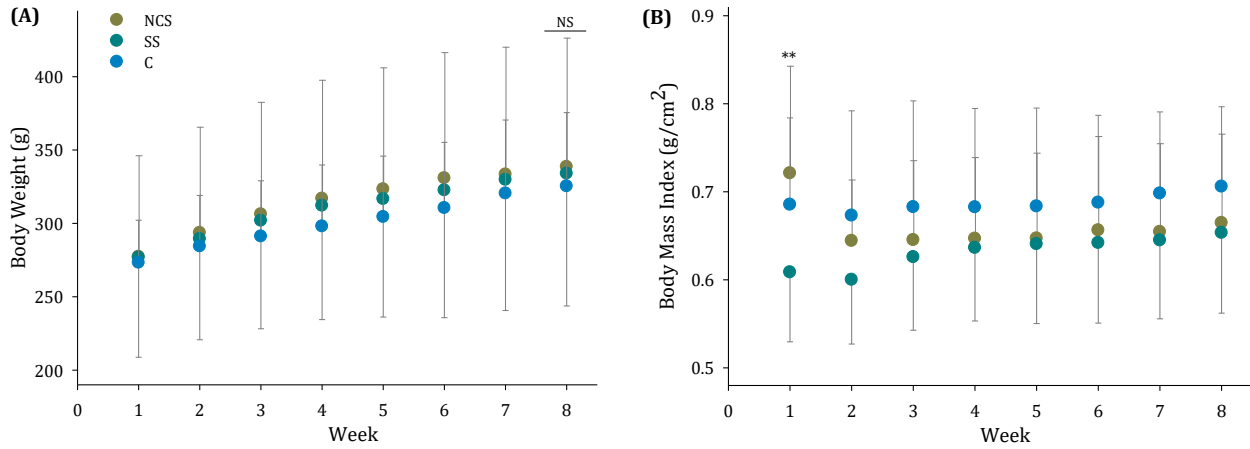 (A)
NCS
SS
C
NS
Body Weight (g)
400
350
300
250
200
0 1 2 3 4 5 6 7 8
Week
(B)
**
Body Mass Index (g/cm²)
0.9
0.8
0.7
0.6
0.5
0 1 2 3 4 5 6 7 8
Week